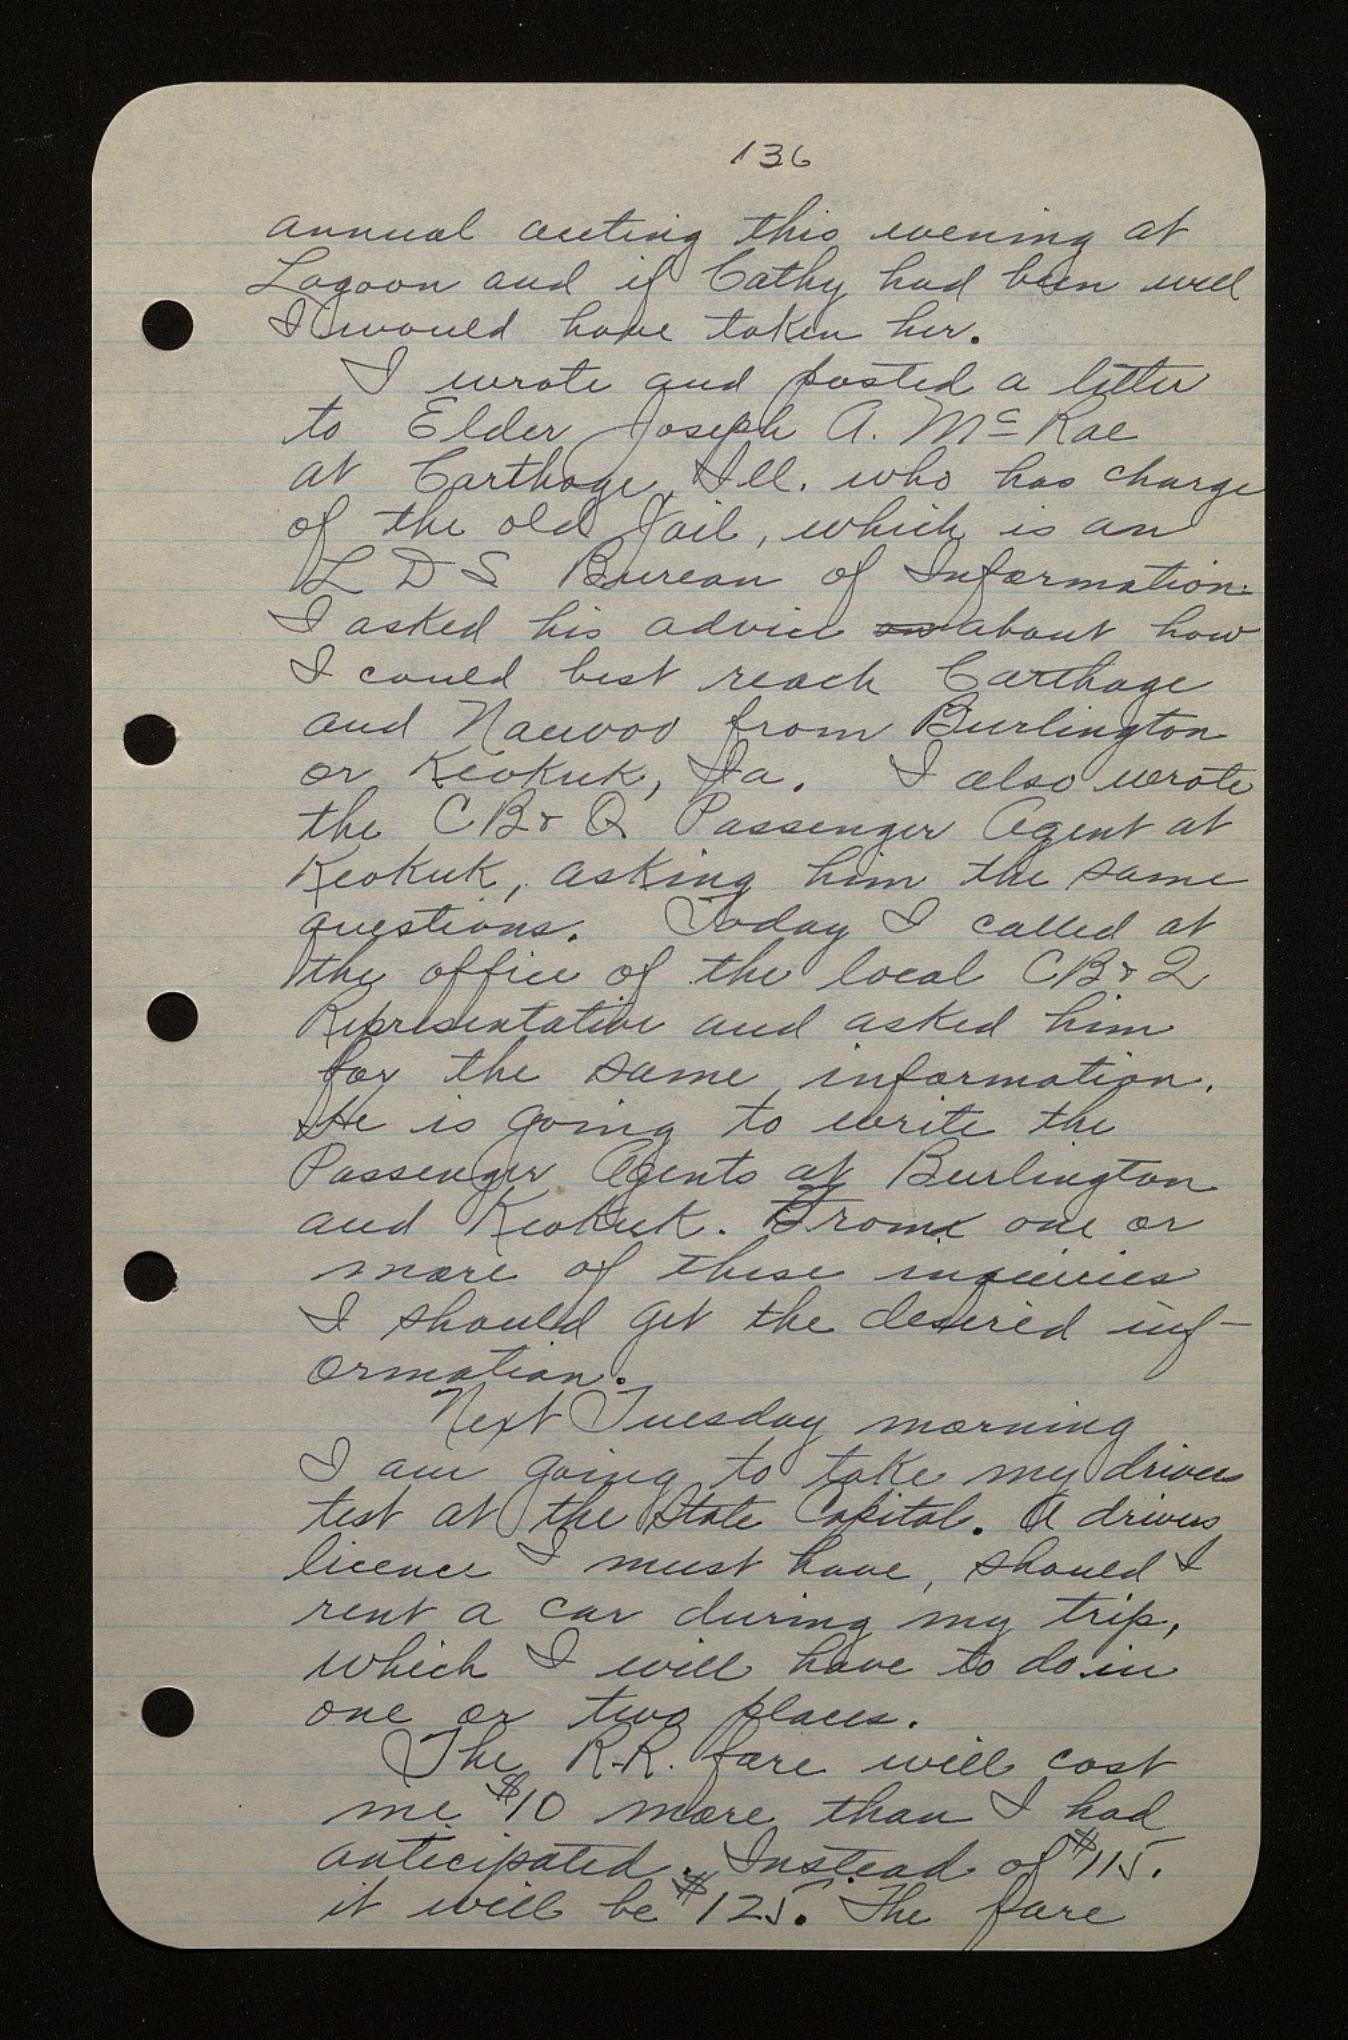 136
annual outing this evening at
Lagoon and if Cathy had been well
I would have taken her.
I wrote and posted a letter
to Elder Joseph A. McRae
at Carthage, Ill. who has charge
of the old Jail, which is an
L D S Bureau of Information.
I asked his advice on about how
I could best reach Carthage
and Nauvoo from Burlington
or Keokuk, Ia. I also wrote
the CB & Q Passenger Agent at
Keokuk, asking him the same
questions. Today I called at
the office of the local CB & Q
Representative and asked him
for the same information.
He is going to write the
Passenger Agents at Burlington
and Keokuk. From one or
more of these inquiries
I should get the desired inf-
ormation.
Next Tuesday morning
I am going to take my drivers
test at the State Capital. A drivers
licence I must have, should I
rent a car during my trip,
which I will have to do in
one or two places.
The R.R. fare will cost
me $10 more than I had
anticipated. Instead of $115.
it will be $125. The fare